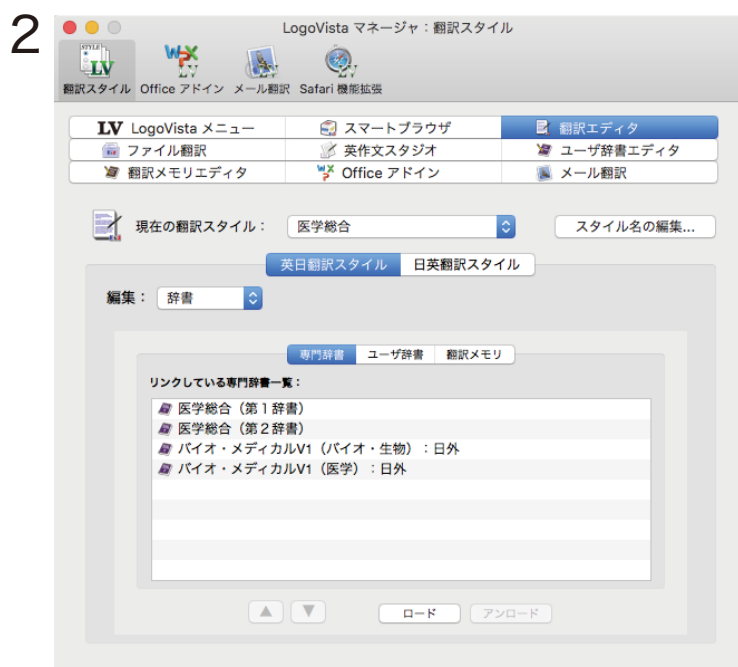 2
LogoVista マネージャ：翻訳スタイル
STYLE
LV
翻訳スタイル Office アドイン メール翻訳 Safari 機能拡張
LV LogoVista メニュー スマートブラウザ 翻訳エディタ
ファイル翻訳 英作文スタジオ ユーザ辞書エディタ
翻訳メモリエディタ Office アドイン メール翻訳
現在の翻訳スタイル： 医学総合 スタイル名の編集...
英日翻訳スタイル 日英翻訳スタイル
編集： 辞書
専門辞書 ユーザ辞書 翻訳メモリ
リンクしている専門辞書一覧：
医学総合（第１辞書）
医学総合（第２辞書）
バイオ・メディカルV1（バイオ・生物）：日外
バイオ・メディカルV1（医学）：日外
▲ ▼ ロード アンロード